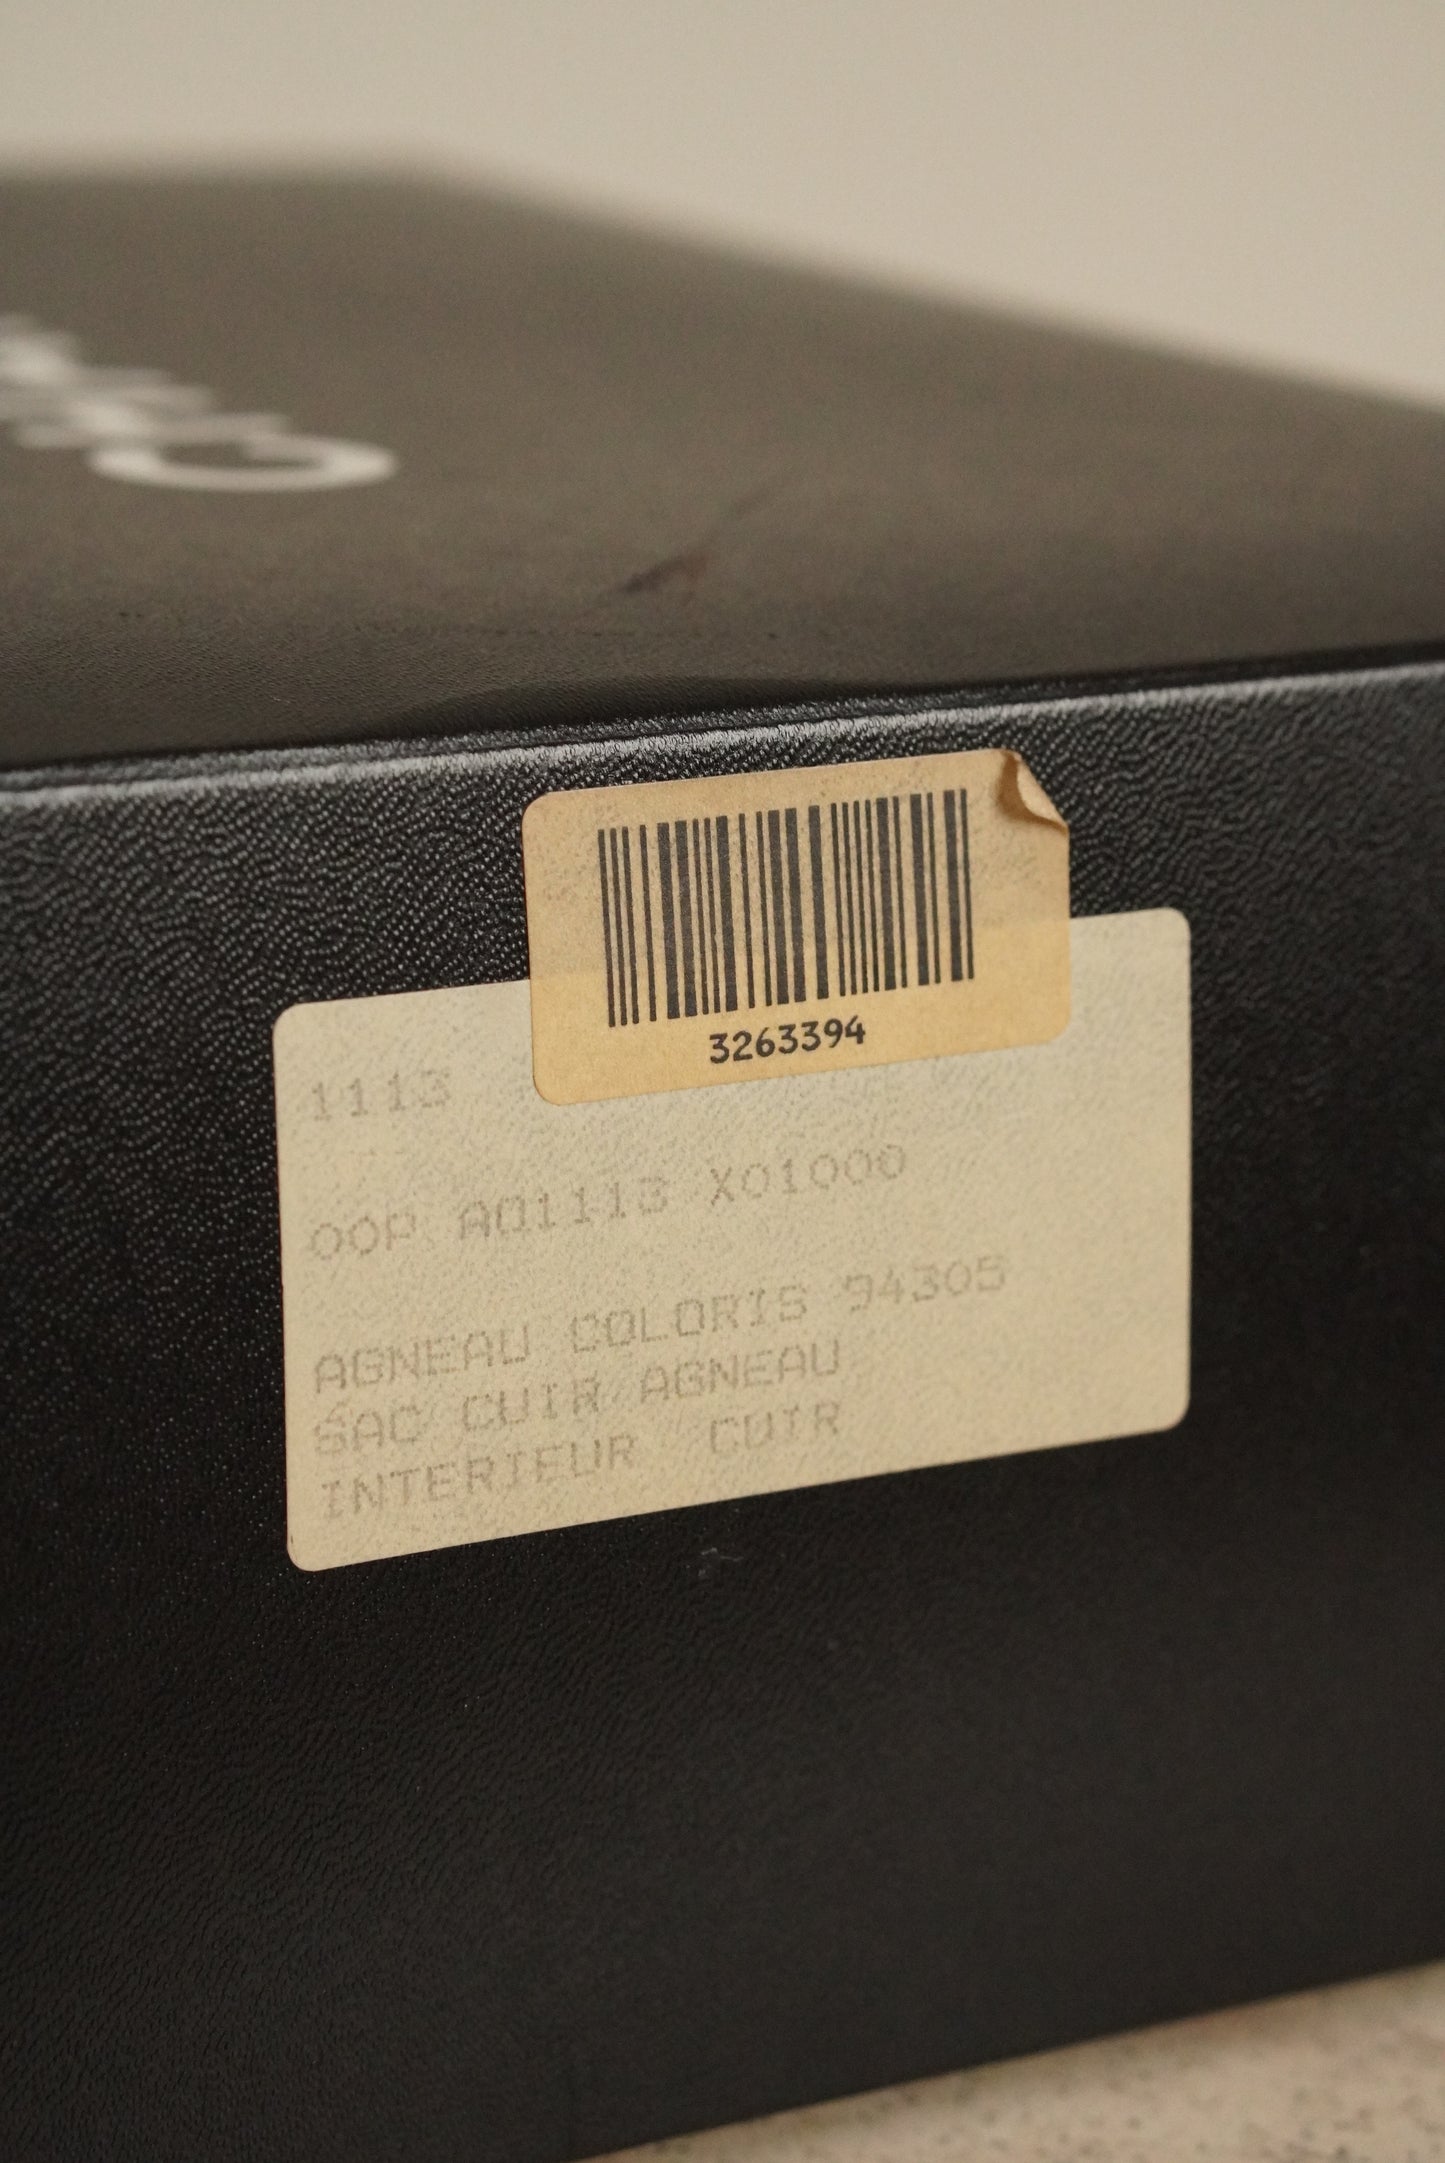 3263394
1113
OOP A01113 X01000
AGNEAU COLORIS 94305
SAC CUIR AGNEAU
INTERIEUR CUIR